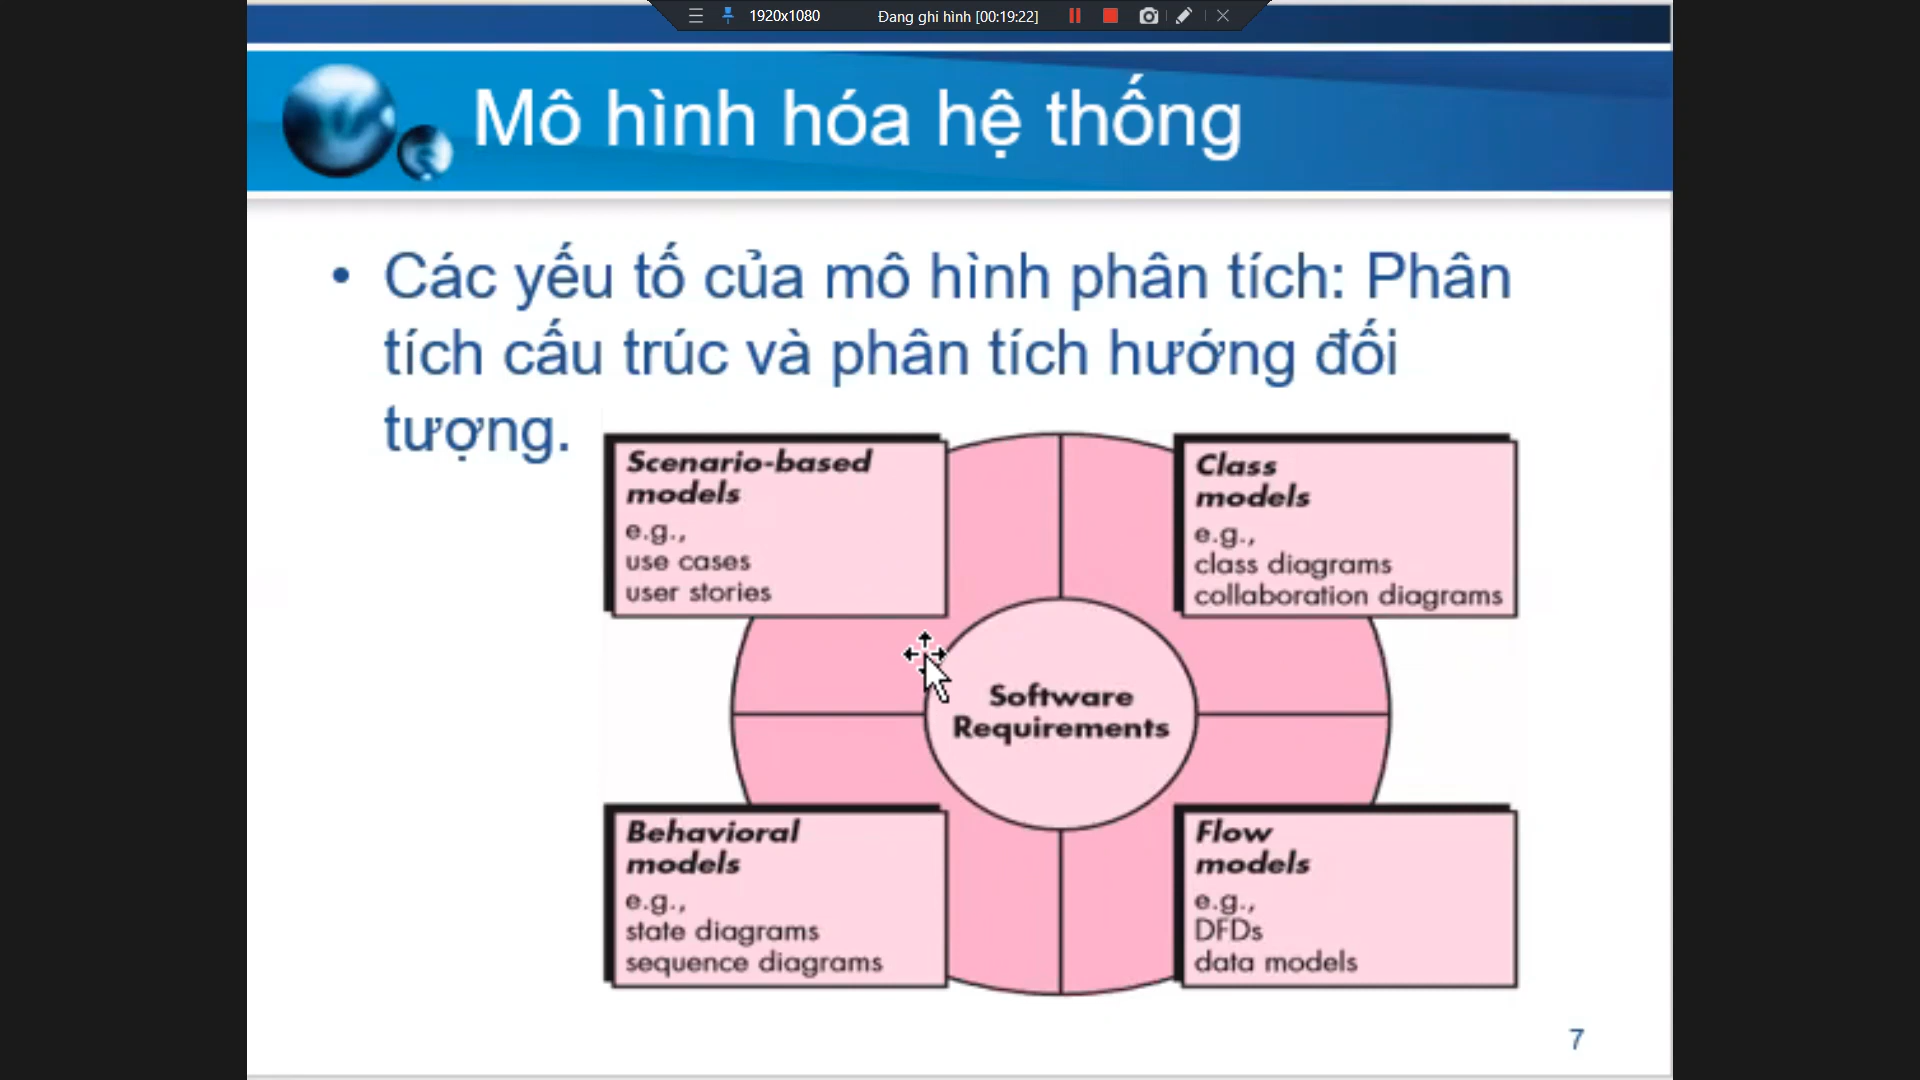 1920x1080
Đang ghi hình [00:19:22]
Mô hình hóa hệ thống
• Các yếu tố của mô hình phân tích: Phân
tích cấu trúc và phân tích hướng đối
tượng.
Scenario-based
models
e.g.,
use cases
user stories
Class
models
e.g.,
class diagrams
collaboration diagrams
Software
Requirements
Behavioral
models
e.g.,
state diagrams
sequence diagrams
Flow
models
e.g.,
DFDs
data models
7